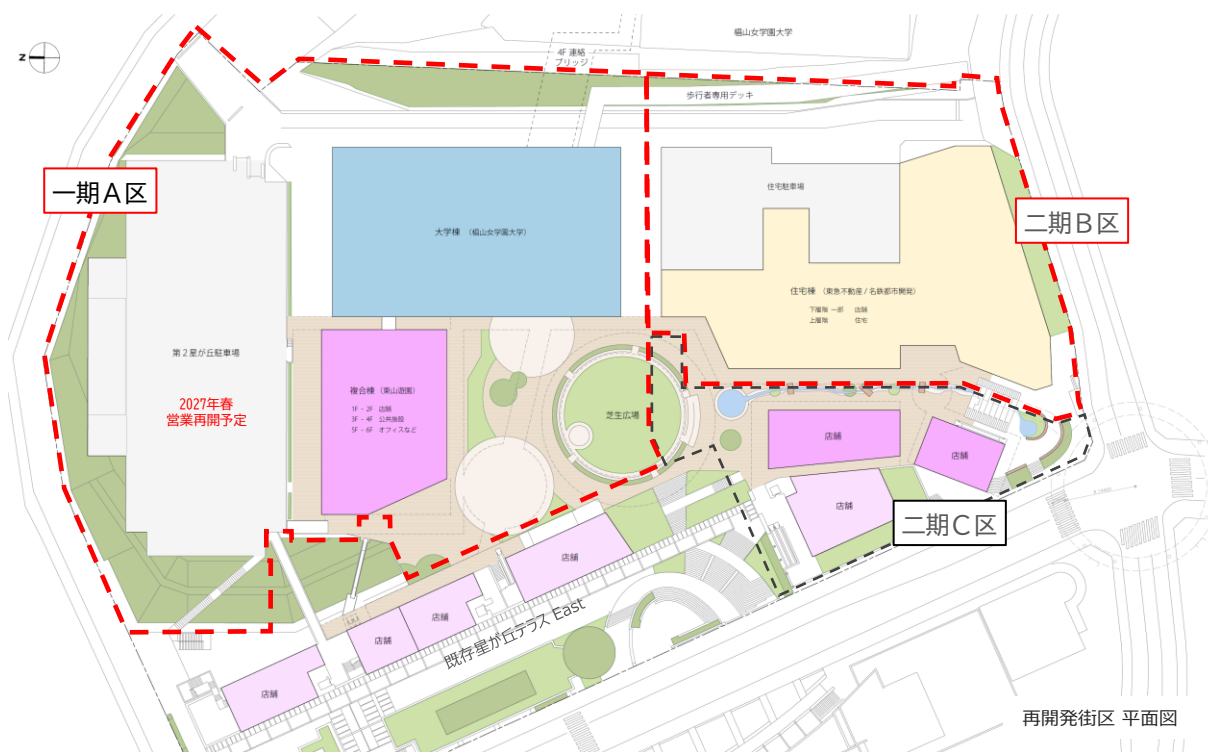 椙山女学園大学
4F 連絡
ブリッジ
歩行者専用デッキ
Z
一期A区
住宅駐車場
二期B区
大学棟 (椙山女学園大学)
住宅棟 (東急不動産/名鉄都市開発)
下層階 一部 店舗
上層階 住宅
第2星が丘駐車場
2027年春
営業再開予定
複合棟 (東山遊園)
1F - 2F 店舗
3F - 4F 公共施設
5F - 6F オフィスなど
芝生広場
店舗
店舗
店舗
二期C区
店舗
店舗
店舗
店舗
既存星が丘テラス East
再開発街区 平面図